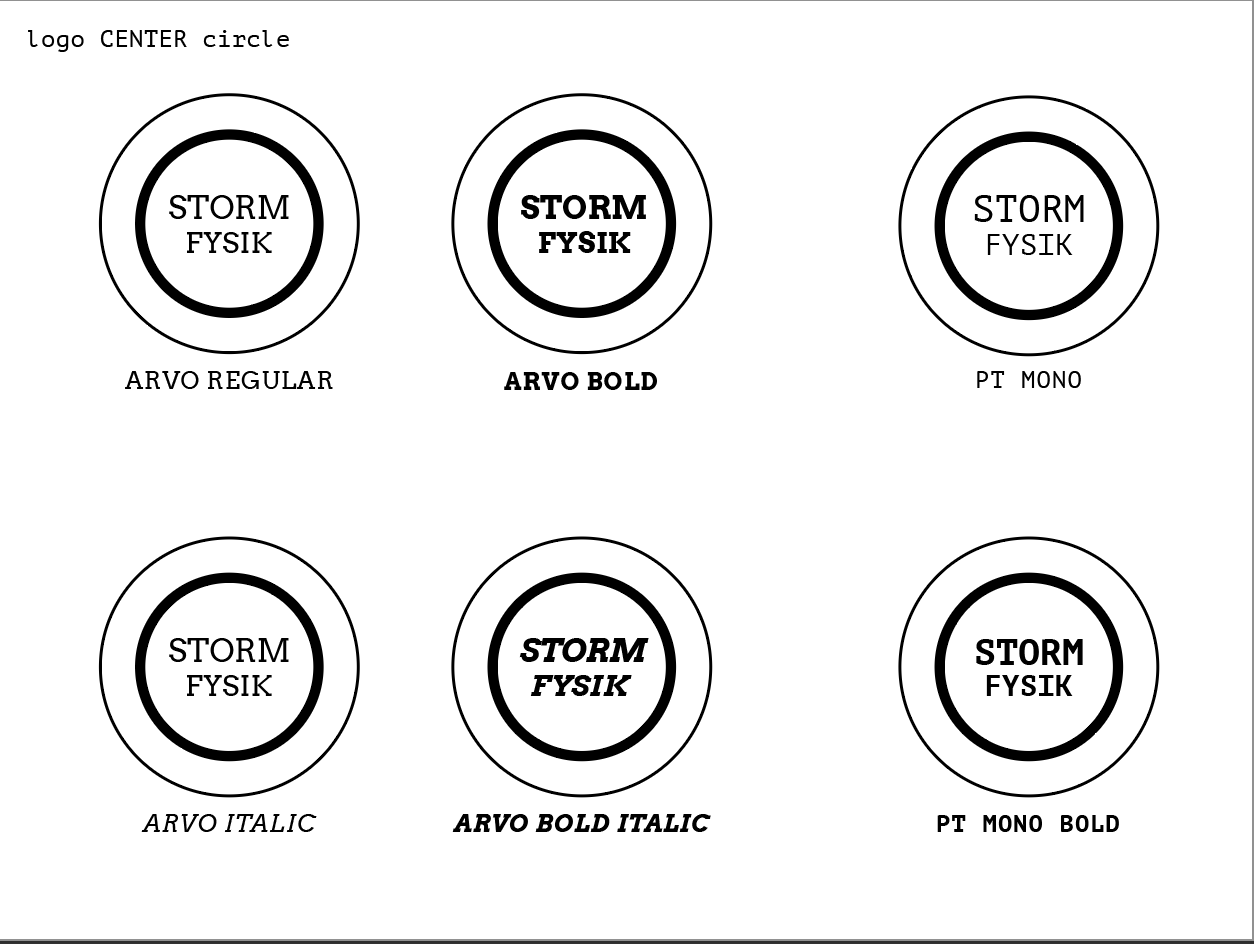 logo CENTER circle
STORM
FYSIK
ARVO REGULAR
STORM
FYSIK
ARVO BOLD
STORM
FYSIK
PT MONO
STORM
FYSIK
ARVO ITALIC
STORM
FYSIK
ARVO BOLD ITALIC
STORM
FYSIK
PT MONO BOLD